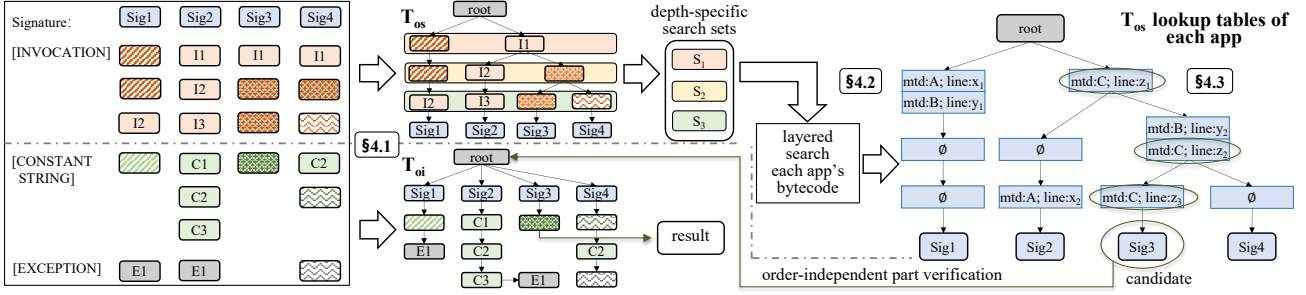 Signature: Sig1 Sig2 Sig3 Sig4
[INVOCATION] I1 I1 I1
I2
I2 I3
[CONSTANT STRING] C1 C2
C2
C3
[EXCEPTION] E1 E1
§4.1
Tos
root
I1
I2
I2 I3
Sig1 Sig2 Sig3 Sig4
Toi
root
Sig1 Sig2 Sig3 Sig4
C1
E1 C2 C2
C3 E1
result
depth-specific
search sets
S1
S2
S3
layered
search
each app's
bytecode
order-independent part verification
Tos lookup tables of
each app
root
§4.2
§4.3
mtd:A; line:x1
mtd:B; line:y1
mtd:C; line:z1
mtd:B; line:y2
mtd:C; line:z2
Ø Ø
Ø mtd:A; line:x2 mtd:C; line:z3 Ø
Sig1 Sig2 Sig3 Sig4
candidate